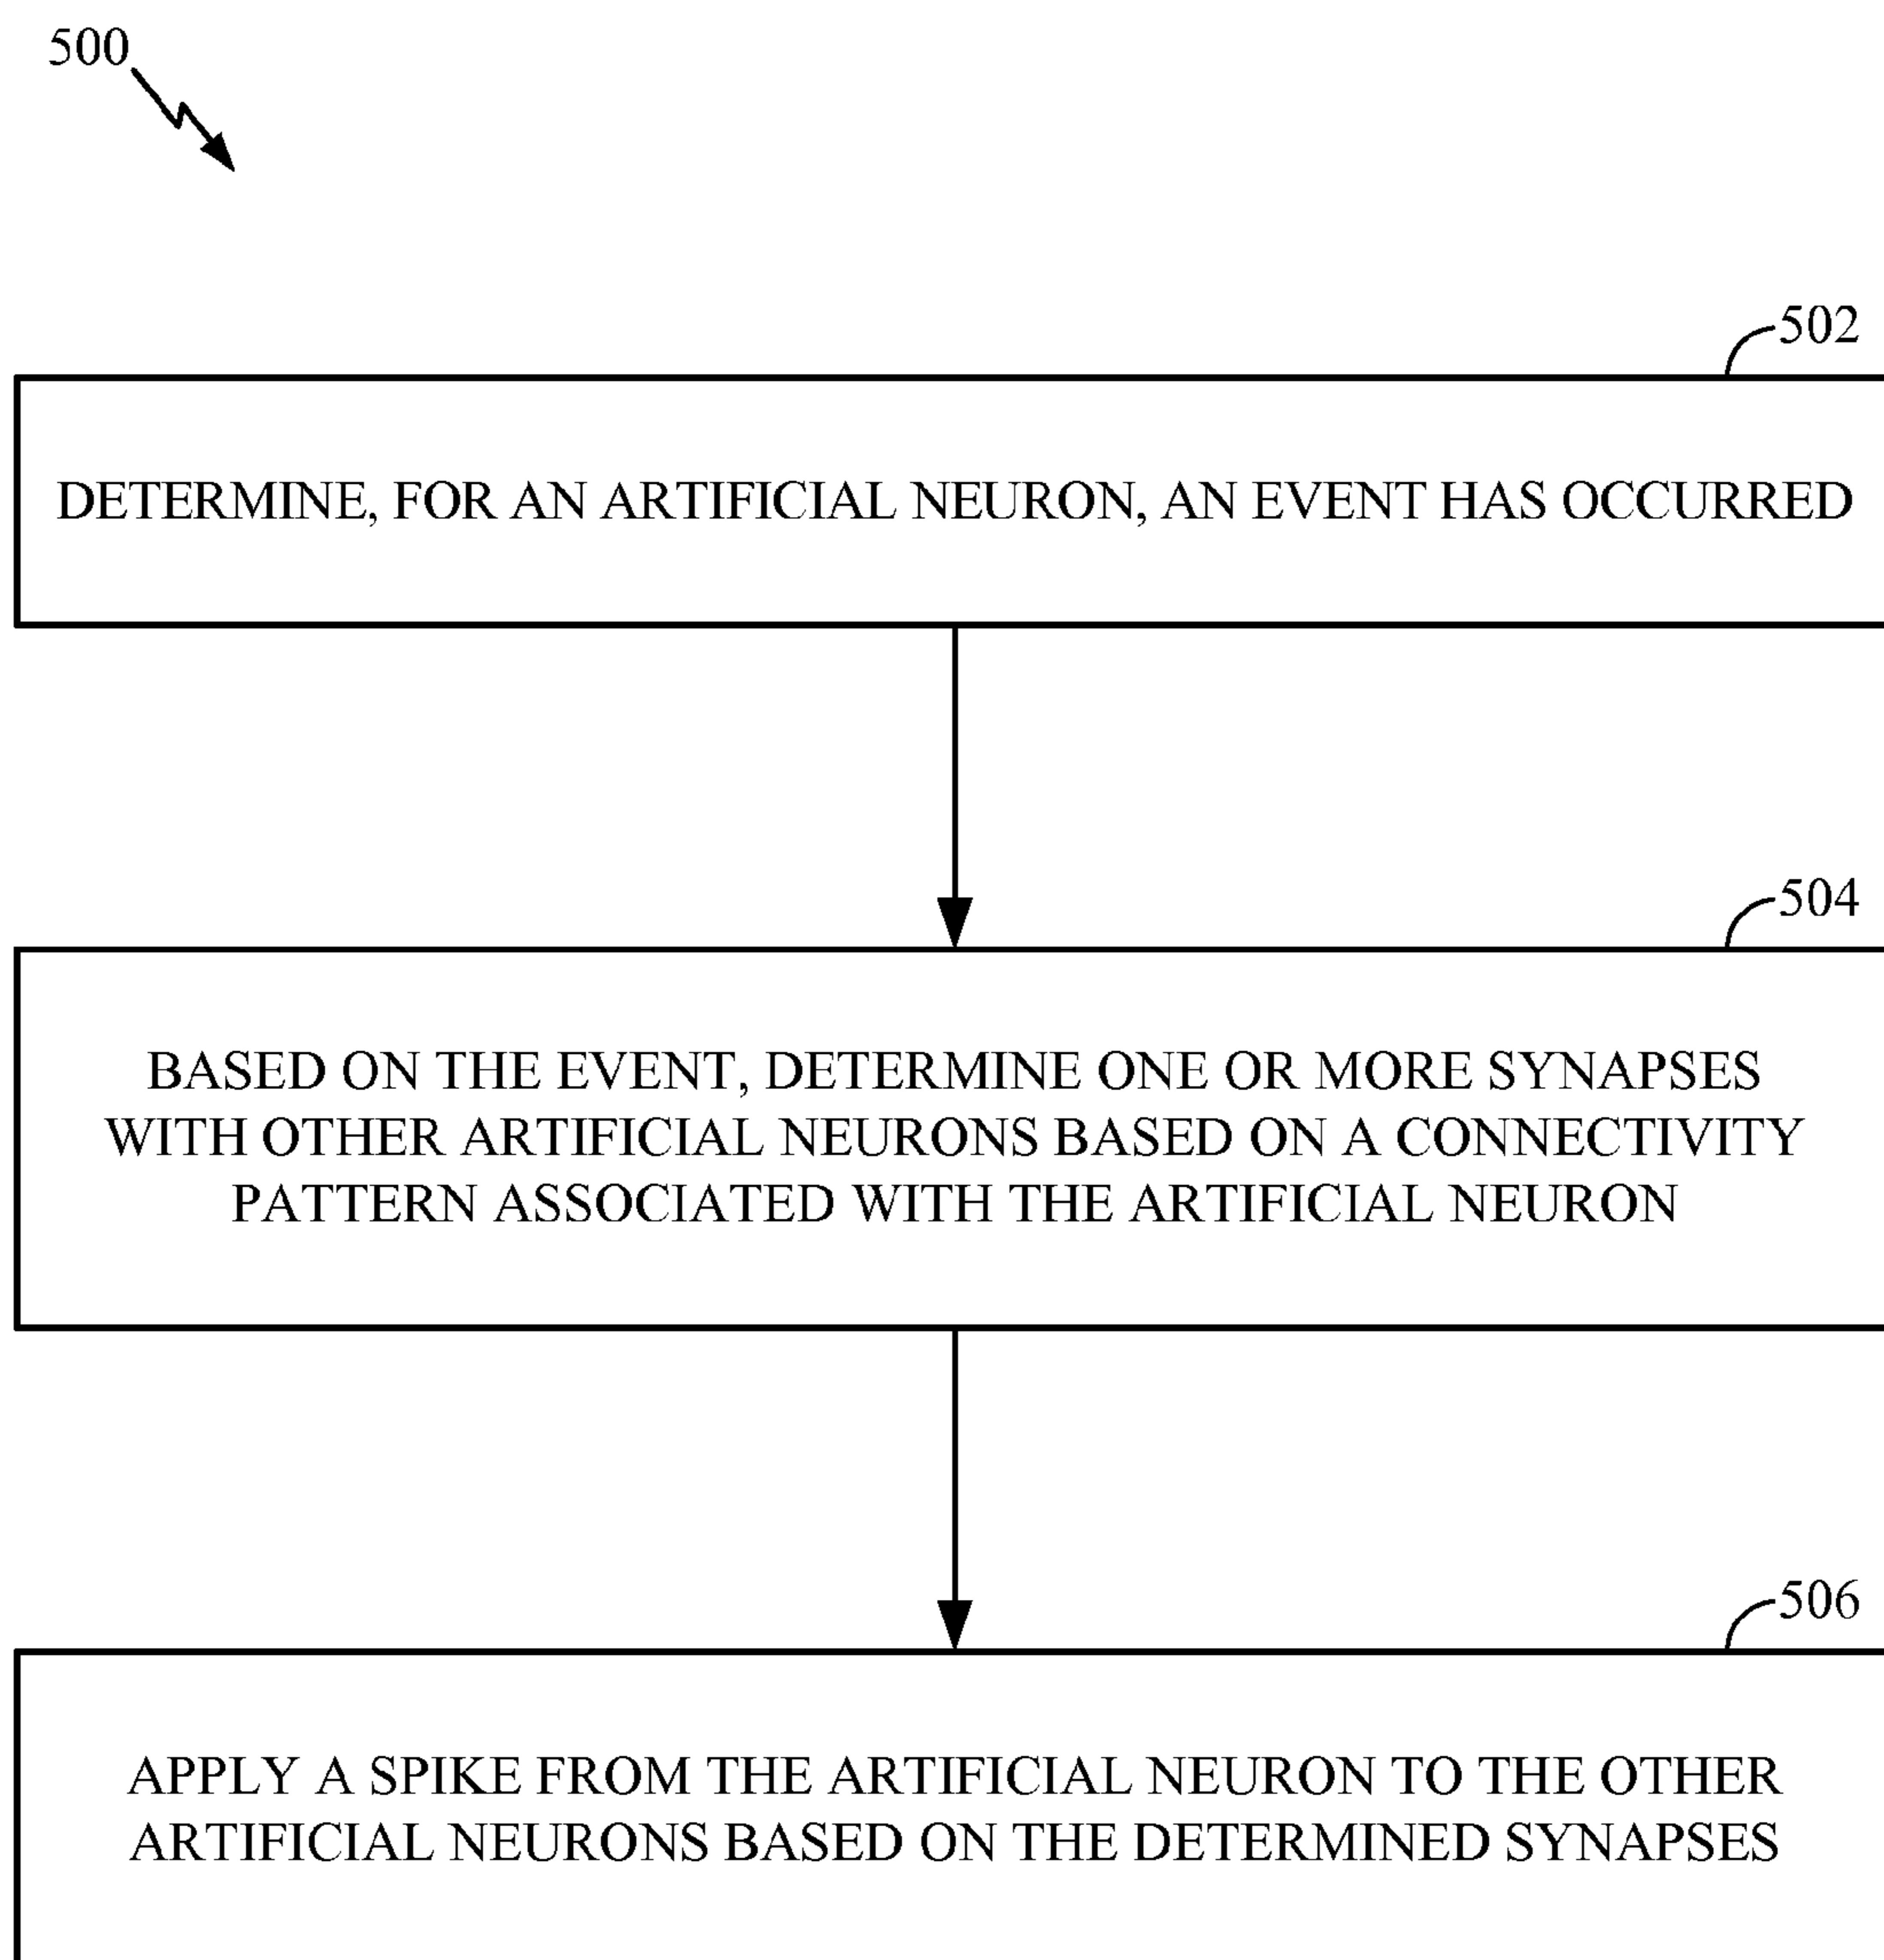 500
502
DETERMINE, FOR AN ARTIFICIAL NEURON, AN EVENT HAS OCCURRED
504
BASED ON THE EVENT, DETERMINE ONE OR MORE SYNAPSES
WITH OTHER ARTIFICIAL NEURONS BASED ON A CONNECTIVITY
PATTERN ASSOCIATED WITH THE ARTIFICIAL NEURON
506
APPLY A SPIKE FROM THE ARTIFICIAL NEURON TO THE OTHER
ARTIFICIAL NEURONS BASED ON THE DETERMINED SYNAPSES